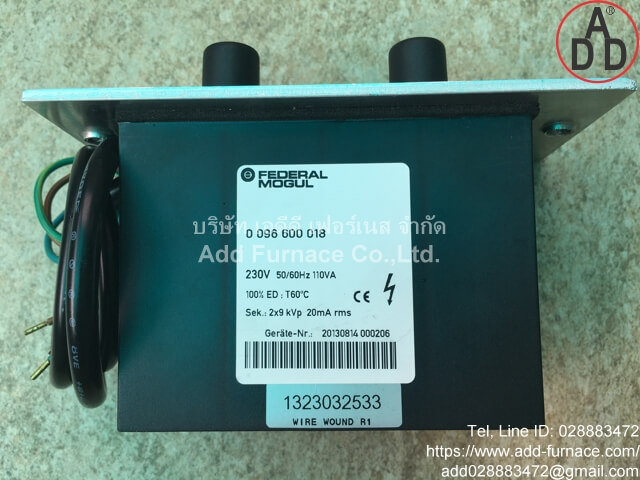 ADD
FEDERAL
MOGUL
บริษัท เอดีดี เฟอร์เนส จำกัด
0 096 600 018
Add Furnace Co.,Ltd.
230V 50/60Hz 110VA
100% ED : T60°C
CE
Sek.: 2x9 kVp 20mA rms
Geräte-Nr.: 20130814 000206
1323032533
WIRE WOUND R1
Tel, Line ID: 028883472
https://www.add-furnace.com/
add028883472@gmail.com